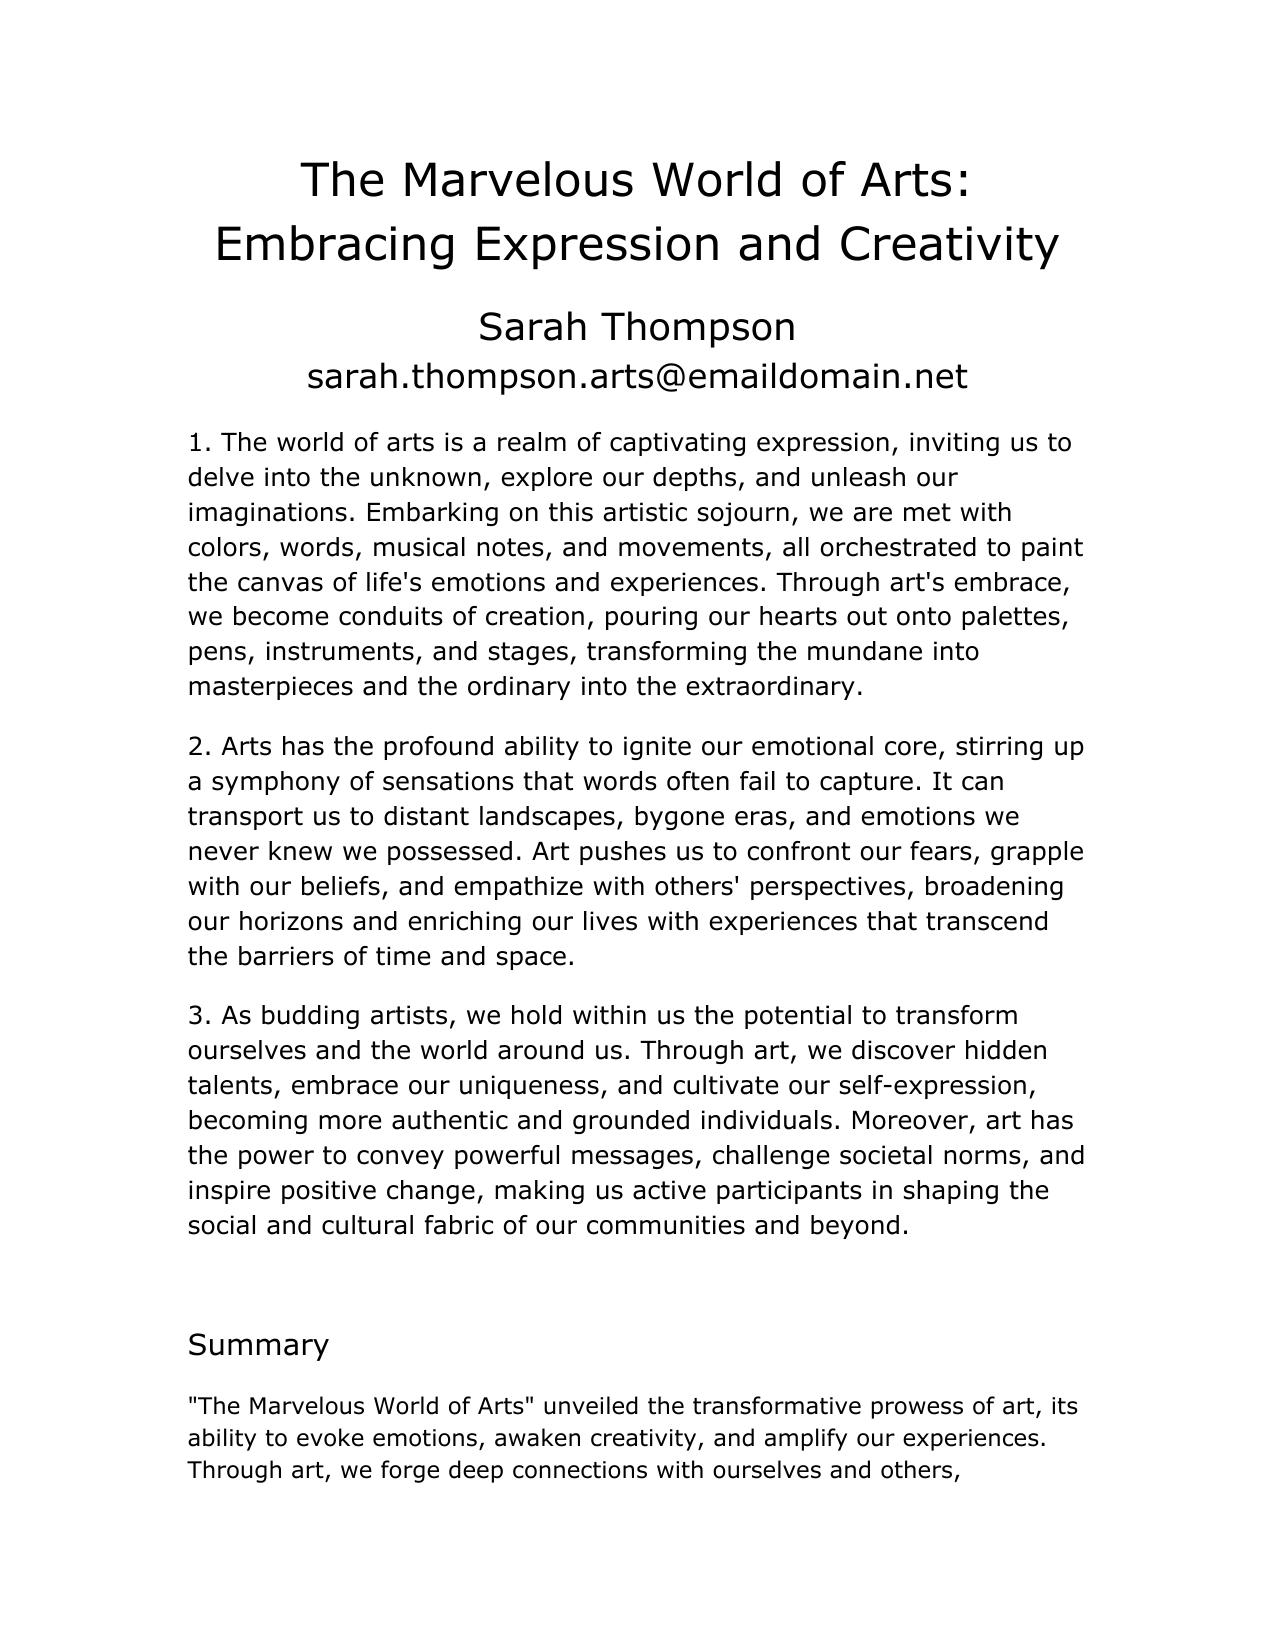 The Marvelous World of Arts:
Embracing Expression and Creativity
Sarah Thompson
sarah.thompson.arts@emaildomain.net
1. The world of arts is a realm of captivating expression, inviting us to
delve into the unknown, explore our depths, and unleash our
imaginations. Embarking on this artistic sojourn, we are met with
colors, words, musical notes, and movements, all orchestrated to paint
the canvas of life's emotions and experiences. Through art's embrace,
we become conduits of creation, pouring our hearts out onto palettes,
pens, instruments, and stages, transforming the mundane into
masterpieces and the ordinary into the extraordinary.
2. Arts has the profound ability to ignite our emotional core, stirring up
a symphony of sensations that words often fail to capture. It can
transport us to distant landscapes, bygone eras, and emotions we
never knew we possessed. Art pushes us to confront our fears, grapple
with our beliefs, and empathize with others' perspectives, broadening
our horizons and enriching our lives with experiences that transcend
the barriers of time and space.
3. As budding artists, we hold within us the potential to transform
ourselves and the world around us. Through art, we discover hidden
talents, embrace our uniqueness, and cultivate our self-expression,
becoming more authentic and grounded individuals. Moreover, art has
the power to convey powerful messages, challenge societal norms, and
inspire positive change, making us active participants in shaping the
social and cultural fabric of our communities and beyond.
Summary
"The Marvelous World of Arts" unveiled the transformative prowess of art, its
ability to evoke emotions, awaken creativity, and amplify our experiences.
Through art, we forge deep connections with ourselves and others,